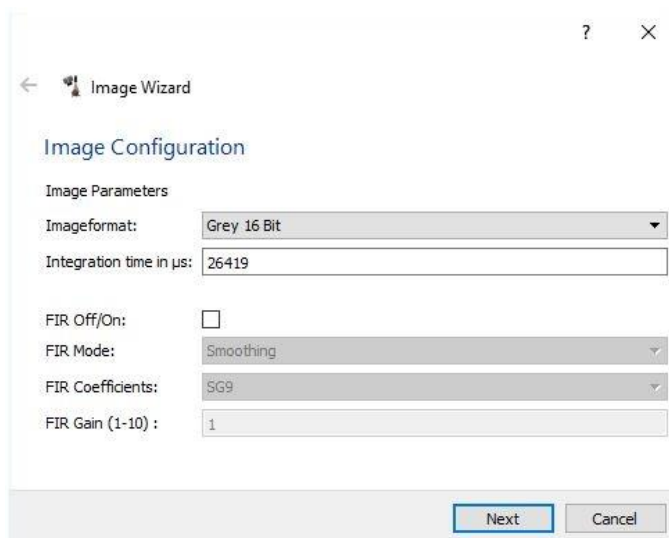 ?
Image Wizard
Image Configuration
Image Parameters
Imageformat: Grey 16 Bit
Integration time in µs: 26419
FIR Off/On:
FIR Mode: Smoothing
FIR Coefficients: SG9
FIR Gain (1-10) : 1
Next Cancel